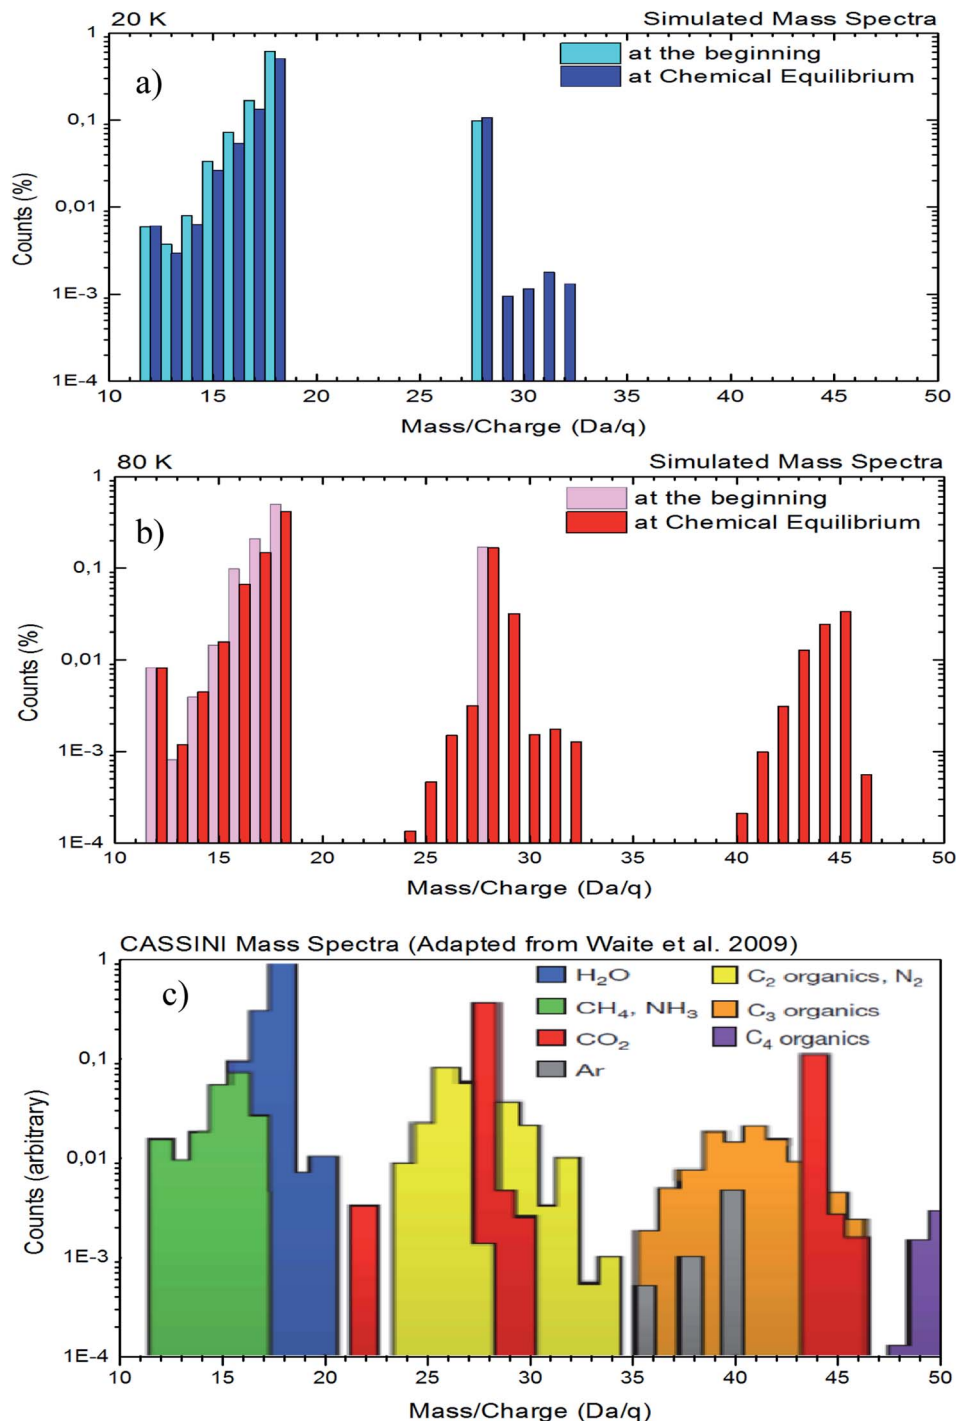 20 K Simulated Mass Spectra
1
a)
at the beginning
at Chemical Equilibrium
0,1
0,01
1E-3
1E-4
Counts (%)
10 15 20 25 30 35 40 45 50
Mass/Charge (Da/q)
80 K Simulated Mass Spectra
1
b)
at the beginning
at Chemical Equilibrium
0,1
0,01
1E-3
1E-4
Counts (%)
10 15 20 25 30 35 40 45 50
Mass/Charge (Da/q)
CASSINI Mass Spectra (Adapted from Waite et al. 2009)
1
c)
H₂O C₂ organics, N₂
CH₄, NH₃ C₃ organics
CO₂ C₄ organics
Ar
0,1
0,01
1E-3
1E-4
Counts (arbitrary)
10 15 20 25 30 35 40 45 50
Mass/Charge (Da/q)